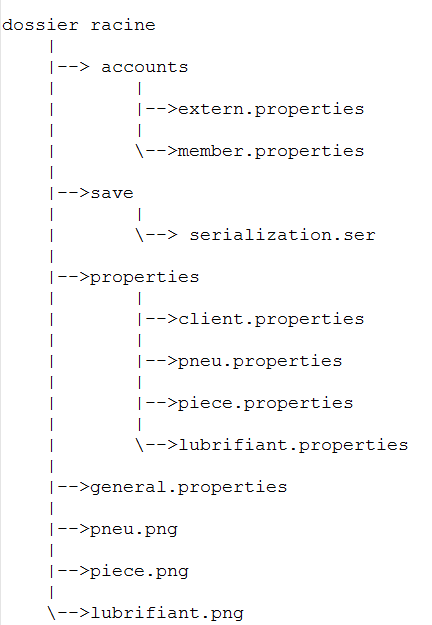 dossier racine
    |
    |--> accounts
    |       |
    |       |-->extern.properties
    |       |
    |       \-->member.properties
    |
    |-->save
    |       |
    |       \--> serialization.ser
    |
    |-->properties
    |       |
    |       |-->client.properties
    |       |
    |       |-->pneu.properties
    |       |
    |       |-->piece.properties
    |       |
    |       \-->lubrifiant.properties
    |
    |-->general.properties
    |
    |-->pneu.png
    |
    |-->piece.png
    |
    \-->lubrifiant.png